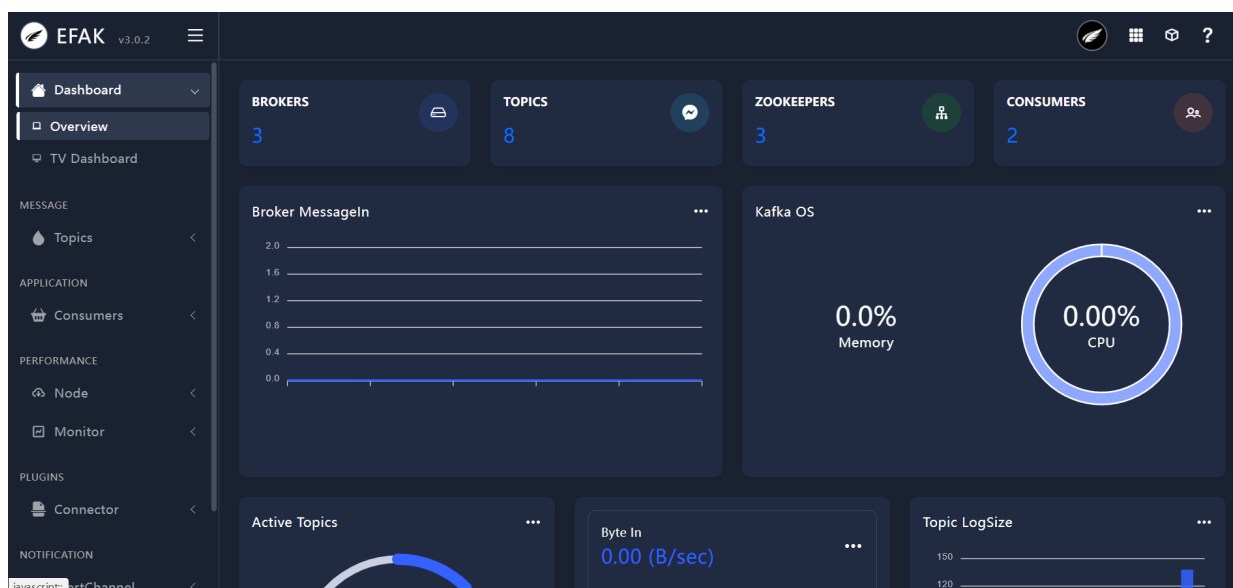 EFAK v3.0.2
Dashboard
Overview
TV Dashboard
MESSAGE
Topics
APPLICATION
Consumers
PERFORMANCE
Node
Monitor
PLUGINS
Connector
NOTIFICATION
javascript:;
?
BROKERS
3
TOPICS
8
ZOOKEEPERS
3
CONSUMERS
2
Broker MessageIn
2.0
1.6
1.2
0.8
0.4
0.0
Kafka OS
0.0%
Memory
0.00%
CPU
Active Topics
Byte In
0.00 (B/sec)
Topic LogSize
150
120